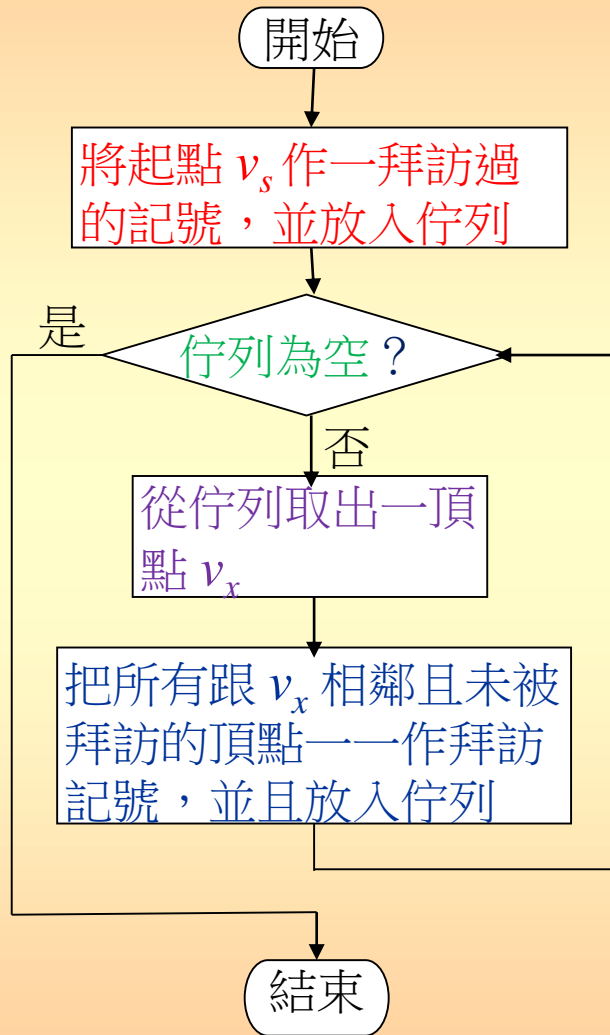 開始
將起點 vₛ 作一拜訪過
的記號，並放入佇列
是
佇列為空？
否
從佇列取出一頂
點 vₓ
把所有跟 vₓ 相鄰且未被
拜訪的頂點一一作拜訪
記號，並且放入佇列
結束